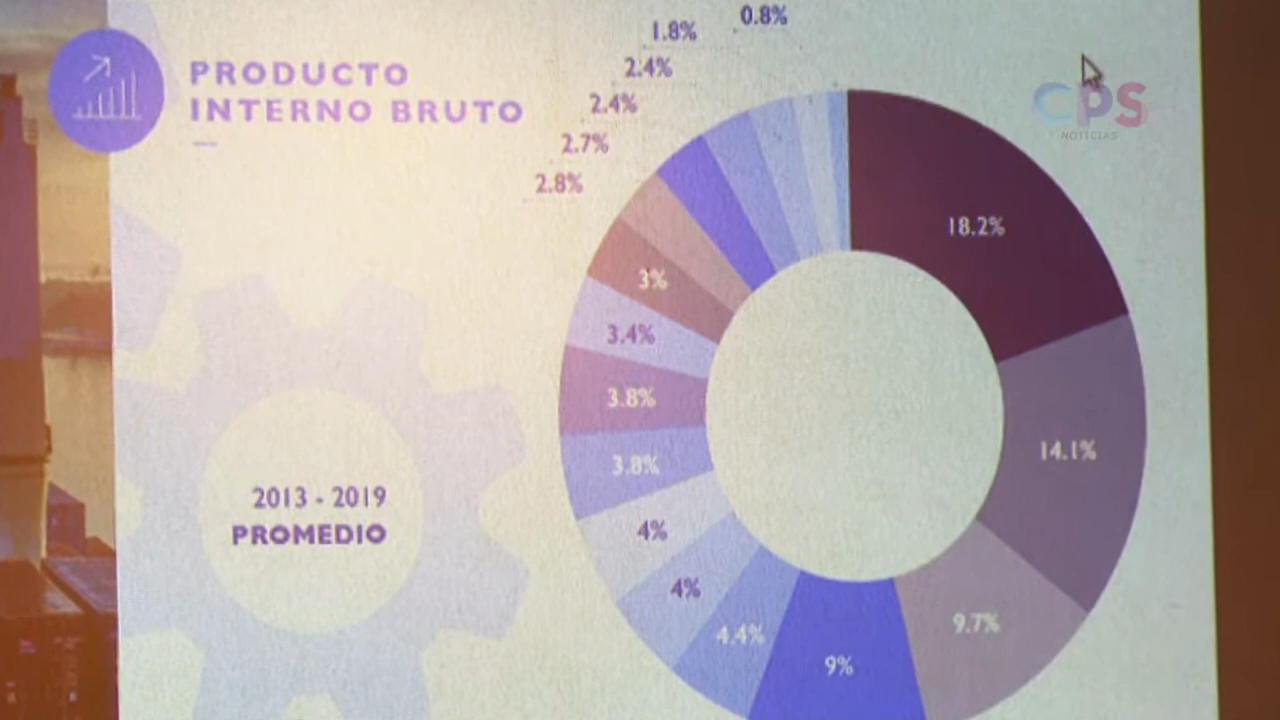 PRODUCTO
INTERNO BRUTO
2013 - 2019
PROMEDIO
0.8%
1.8%
2.4%
2.4%
2.7%
2.8%
3%
3.4%
3.8%
3.8%
4%
4%
4.4%
9%
9.7%
14.1%
18.2%
CPS
NOTICIAS